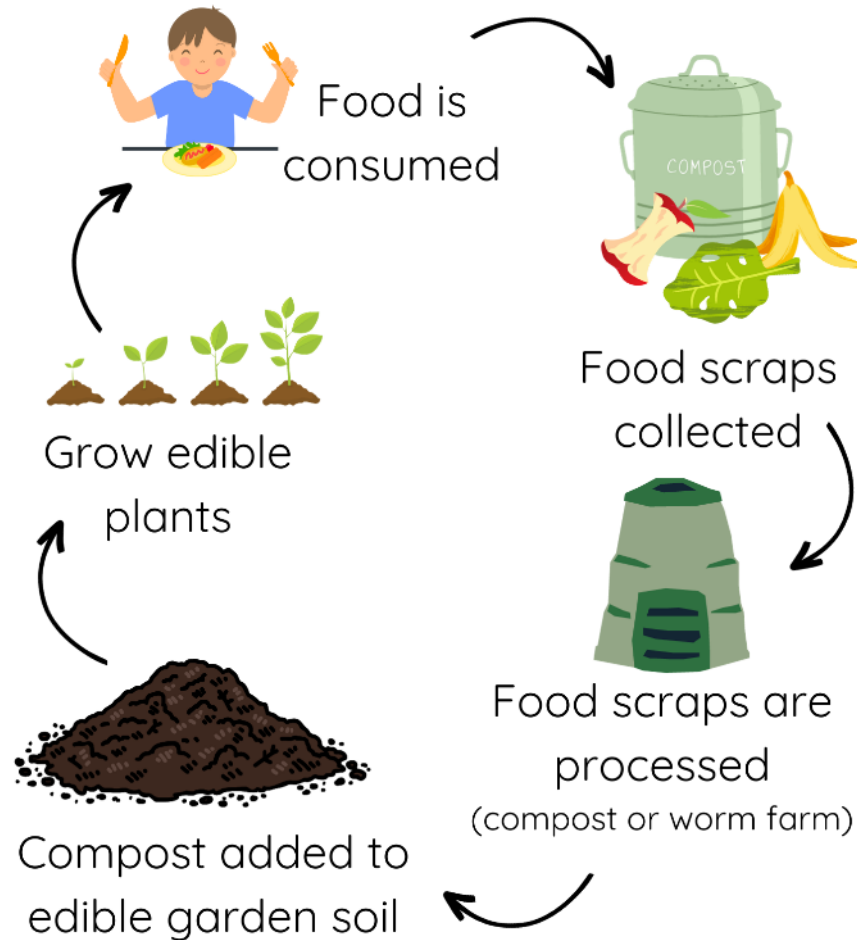 Food is
consumed
COMPOST
Food scraps
collected
Food scraps are
processed
(compost or worm farm)
Compost added to
edible garden soil
Grow edible
plants